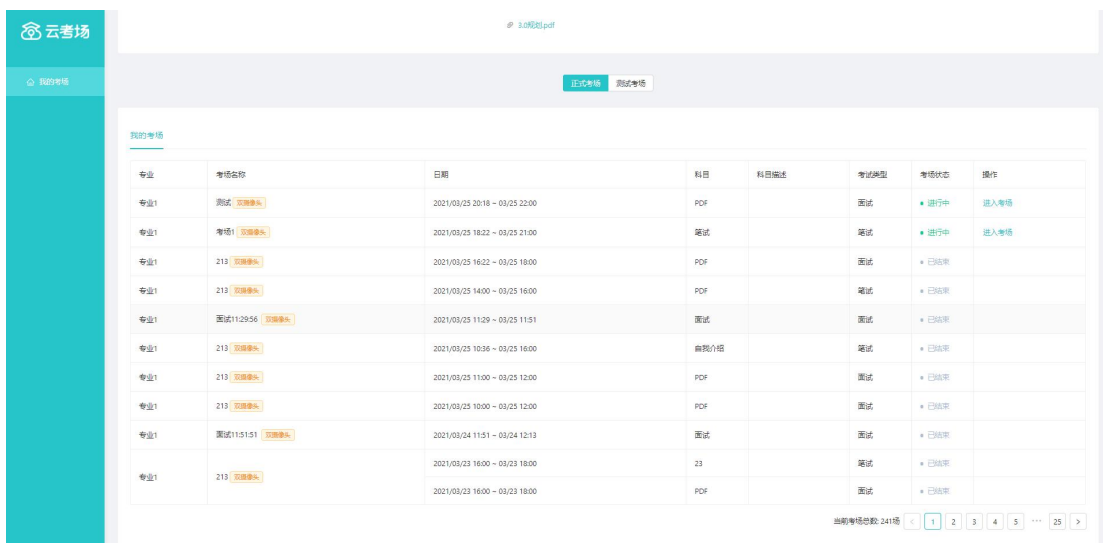 云考场
3.0规划.pdf
我的考场
正式考场 测试考场
我的考场
专业 考场名称 日期 科目 科目描述 考试类型 考场状态 操作
专业1 测试 双摄像头 2021/03/25 20:18 ~ 03/25 22:00 PDF 面试 进行中 进入考场
专业1 考场1 双摄像头 2021/03/25 18:22 ~ 03/25 21:00 笔试 笔试 进行中 进入考场
专业1 213 双摄像头 2021/03/25 16:22 ~ 03/25 18:00 PDF 面试 已结束
专业1 213 双摄像头 2021/03/25 14:00 ~ 03/25 16:00 PDF 笔试 已结束
专业1 面试11:29:56 双摄像头 2021/03/25 11:29 ~ 03/25 11:51 面试 面试 已结束
专业1 213 双摄像头 2021/03/25 10:36 ~ 03/25 16:00 自我介绍 笔试 已结束
专业1 213 双摄像头 2021/03/25 11:00 ~ 03/25 12:00 PDF 面试 已结束
专业1 213 双摄像头 2021/03/25 10:00 ~ 03/25 12:00 PDF 面试 已结束
专业1 面试11:51:51 双摄像头 2021/03/24 11:51 ~ 03/24 12:13 面试 面试 已结束
专业1 213 双摄像头 2021/03/23 16:00 ~ 03/23 18:00 23 笔试 已结束
2021/03/23 16:00 ~ 03/23 18:00 PDF 面试 已结束
当前考场总数: 241场 < 1 2 3 4 5 ··· 25 >